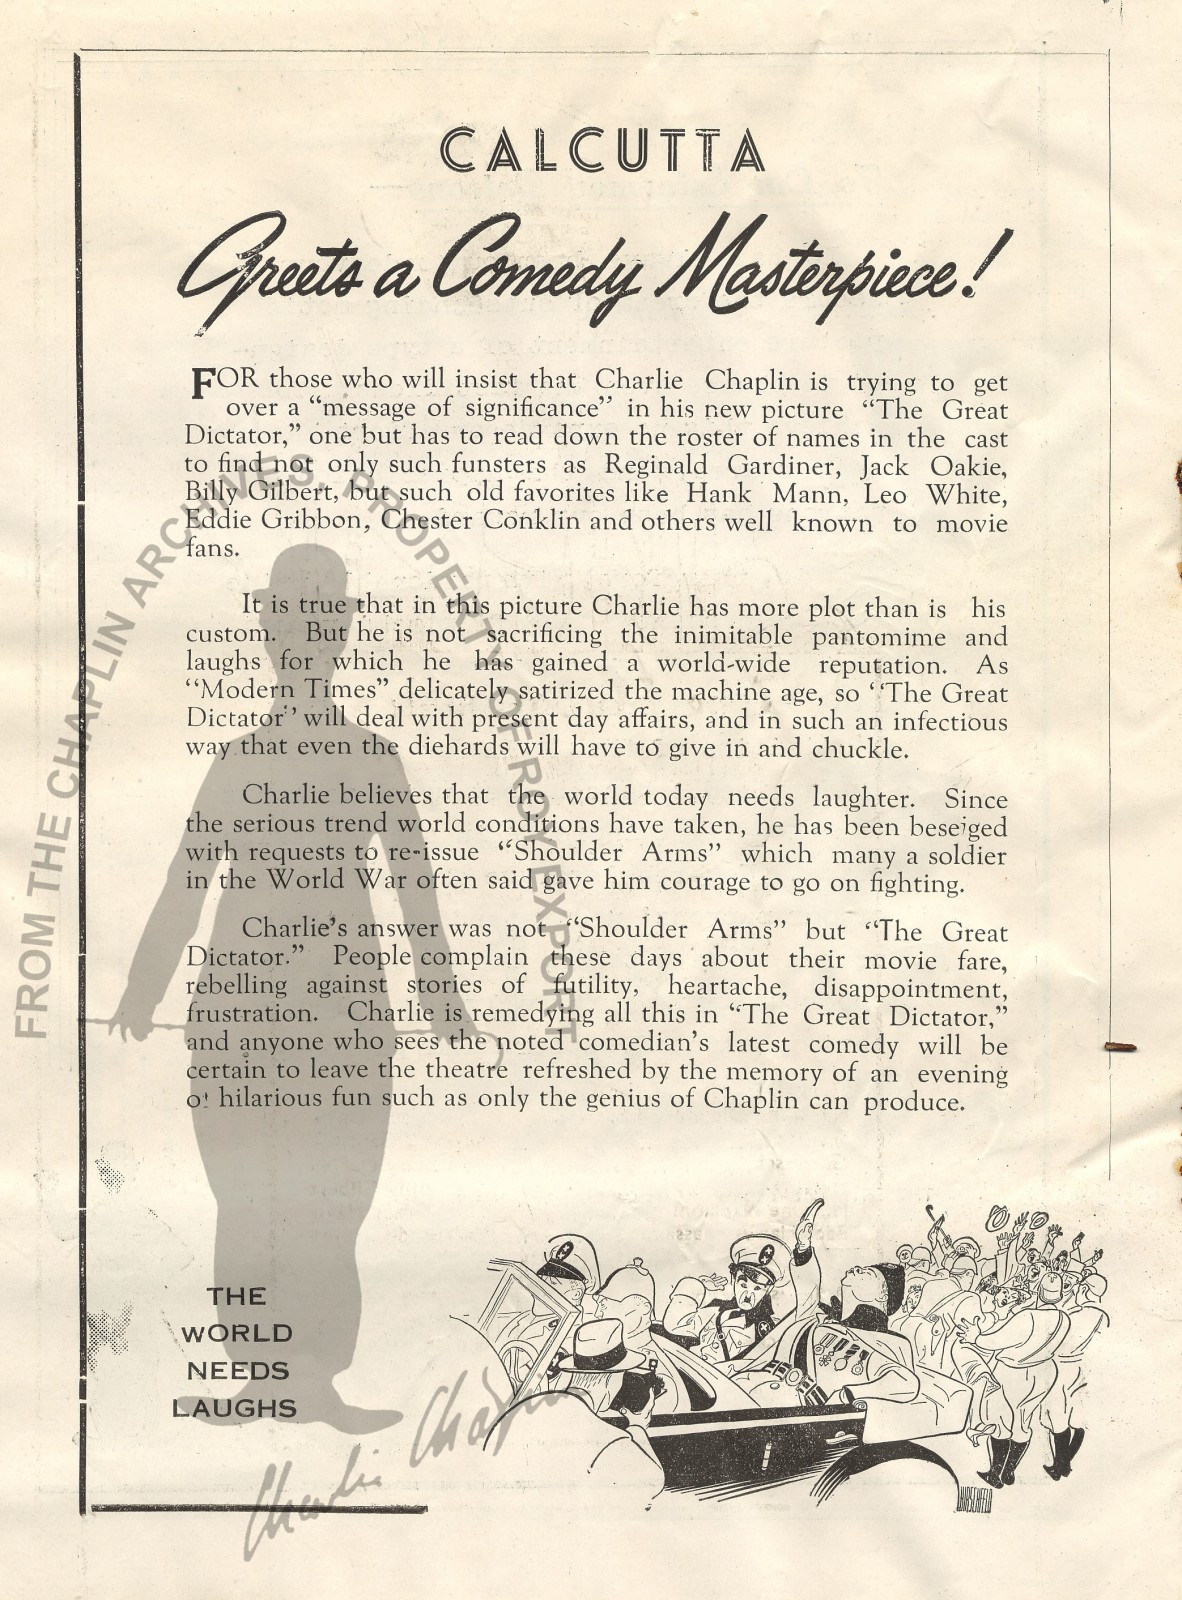 CALCUTTA
Greets a Comedy Masterpiece!
FOR those who will insist that Charlie Chaplin is trying to get
over a “message of significance” in his new picture “The Great
Dictator,” one but has to read down the roster of names in the cast
to find not only such funsters as Reginald Gardiner, Jack Oakie,
Billy Gilbert, but such old favorites like Hank Mann, Leo White,
Eddie Gribbon, Chester Conklin and others well known to movie
fans.
It is true that in this picture Charlie has more plot than is his
custom. But he is not sacrificing the inimitable pantomime and
laughs for which he has gained a world-wide reputation. As
“Modern Times” delicately satirized the machine age, so “The Great
Dictator” will deal with present day affairs, and in such an infectious
way that even the diehards will have to give in and chuckle.
Charlie believes that the world today needs laughter. Since
the serious trend world conditions have taken, he has been beseiged
with requests to re-issue “Shoulder Arms” which many a soldier
in the World War often said gave him courage to go on fighting.
Charlie's answer was not “Shoulder Arms” but “The Great
Dictator.” People complain these days about their movie fare,
rebelling against stories of futility, heartache, disappointment,
frustration. Charlie is remedying all this in “The Great Dictator,”
and anyone who sees the noted comedian's latest comedy will be
certain to leave the theatre refreshed by the memory of an evening
of hilarious fun such as only the genius of Chaplin can produce.
THE
WORLD
NEEDS
LAUGHS
HIRSCHFELD
FROM THE CHAPLIN ARCHIVES, PROPERTY OF ROY EXPORT
Charlie Chaplin